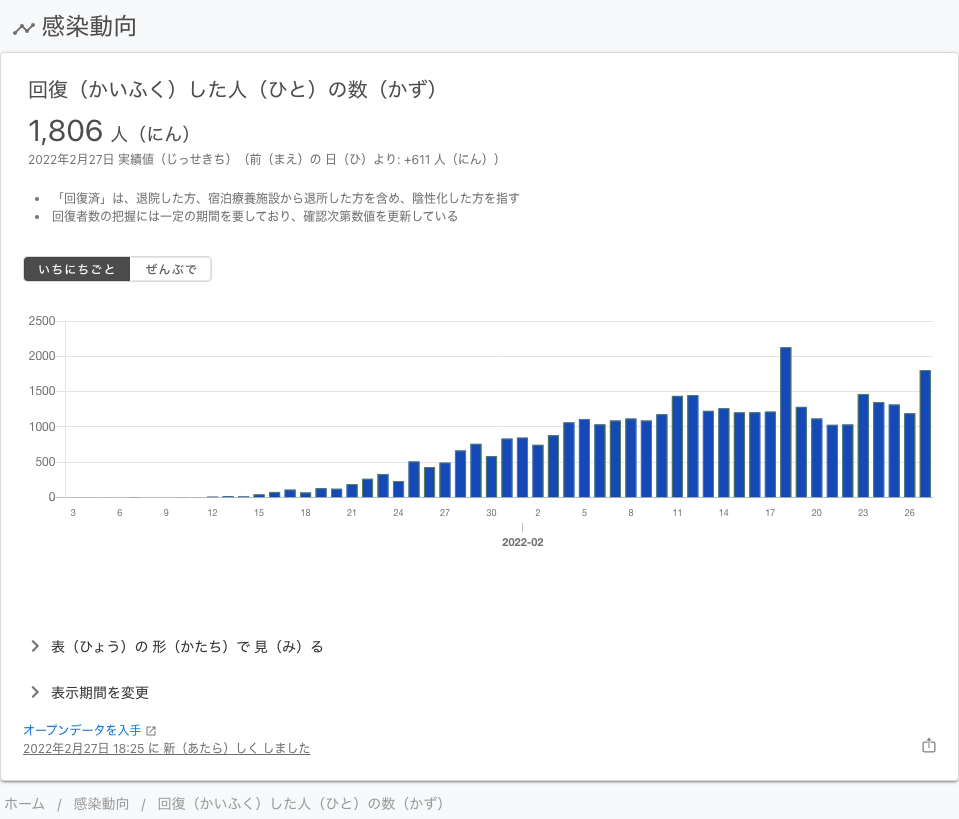 感染動向
回復（かいふく）した人（ひと）の数（かず）
1,806 人（にん）
2022年2月27日 実績値（じっせきち）（前（まえ）の 日（ひ）より: +611 人（にん））
• 「回復済」は、退院した方、宿泊療養施設から退所した方を含め、陰性化した方を指す
• 回復者数の把握には一定の期間を要しており、確認次第数値を更新している
いちにちごと ぜんぶで
2500
2000
1500
1000
500
0
3 6 9 12 15 18 21 24 27 30 2 5 8 11 14 17 20 23 26
2022-02
表（ひょう）の 形（かたち）で 見（み）る
表示期間を変更
オープンデータを入手
2022年2月27日 18:25 に 新（あたら）しく しました
ホーム / 感染動向 / 回復（かいふく）した人（ひと）の数（かず）